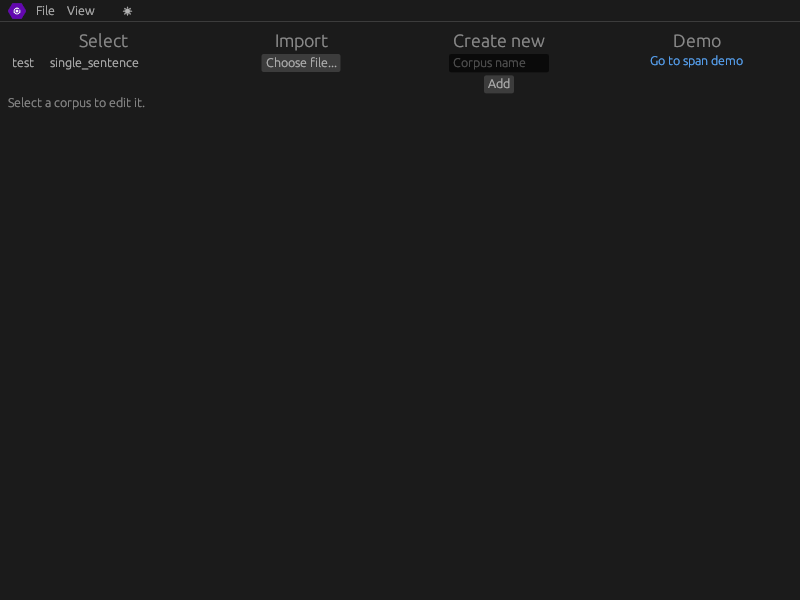 File View
Select
test single_sentence
Import
Choose file...
Create new
Corpus name
Add
Demo
Go to span demo
Select a corpus to edit it.